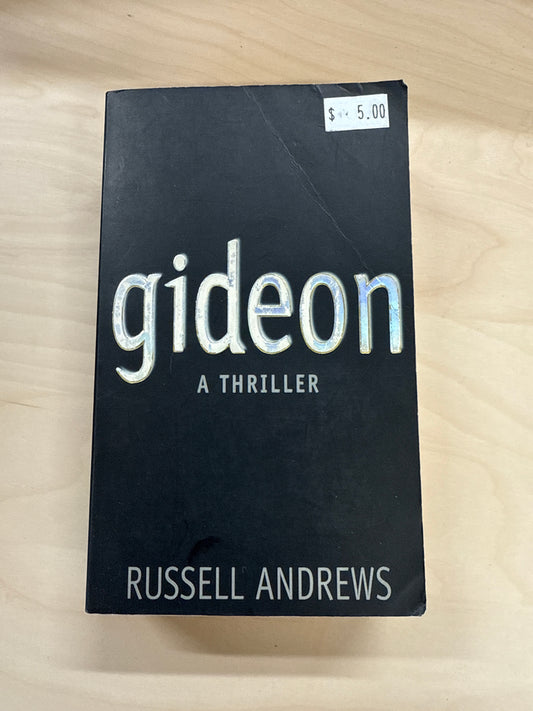 $ 5.00
gideon
A THRILLER
RUSSELL ANDREWS